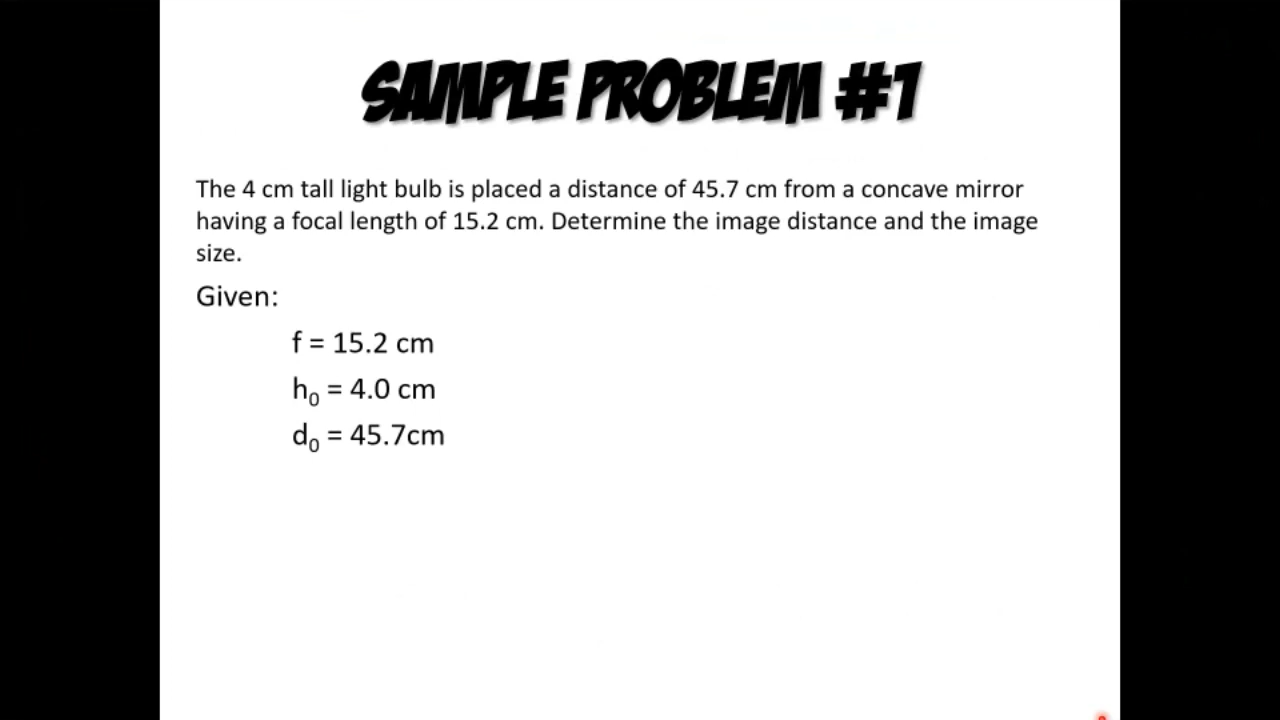 SAMPLE PROBLEM #1
The 4 cm tall light bulb is placed a distance of 45.7 cm from a concave mirror
having a focal length of 15.2 cm. Determine the image distance and the image
size.
Given:
f = 15.2 cm
h₀ = 4.0 cm
d₀ = 45.7cm